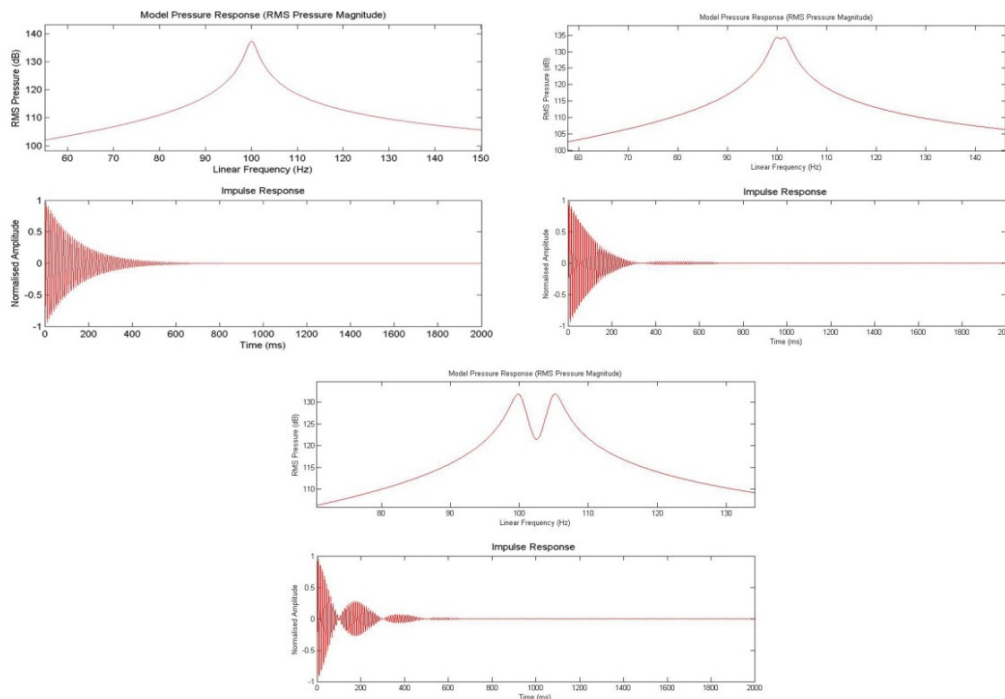 Model Pressure Response (RMS Pressure Magnitude)
RMS Pressure (dB)
140
130
120
110
100
60 70 80 90 100 110 120 130 140 150
Linear Frequency (Hz)
Impulse Response
Normalised Amplitude
1
0.5
0
-0.5
-1
0 200 400 600 800 1000 1200 1400 1600 1800 2000
Time (ms)
Model Pressure Response (RMS Pressure Magnitude)
RMS Pressure (dB)
135
130
125
120
115
110
105
100
60 70 80 90 100 110 120 130 140
Linear Frequency (Hz)
Impulse Response
Normalised Amplitude
1
0.5
0
-0.5
-1
0 200 400 600 800 1000 1200 1400 1600 1800 2000
Time (ms)
Model Pressure Response (RMS Pressure Magnitude)
RMS Pressure (dB)
130
125
120
115
110
80 90 100 110 120 130
Linear Frequency (Hz)
Impulse Response
Normalised Amplitude
1
0.5
0
-0.5
-1
0 200 400 600 800 1000 1200 1400 1600 1800 2000
Time (ms)